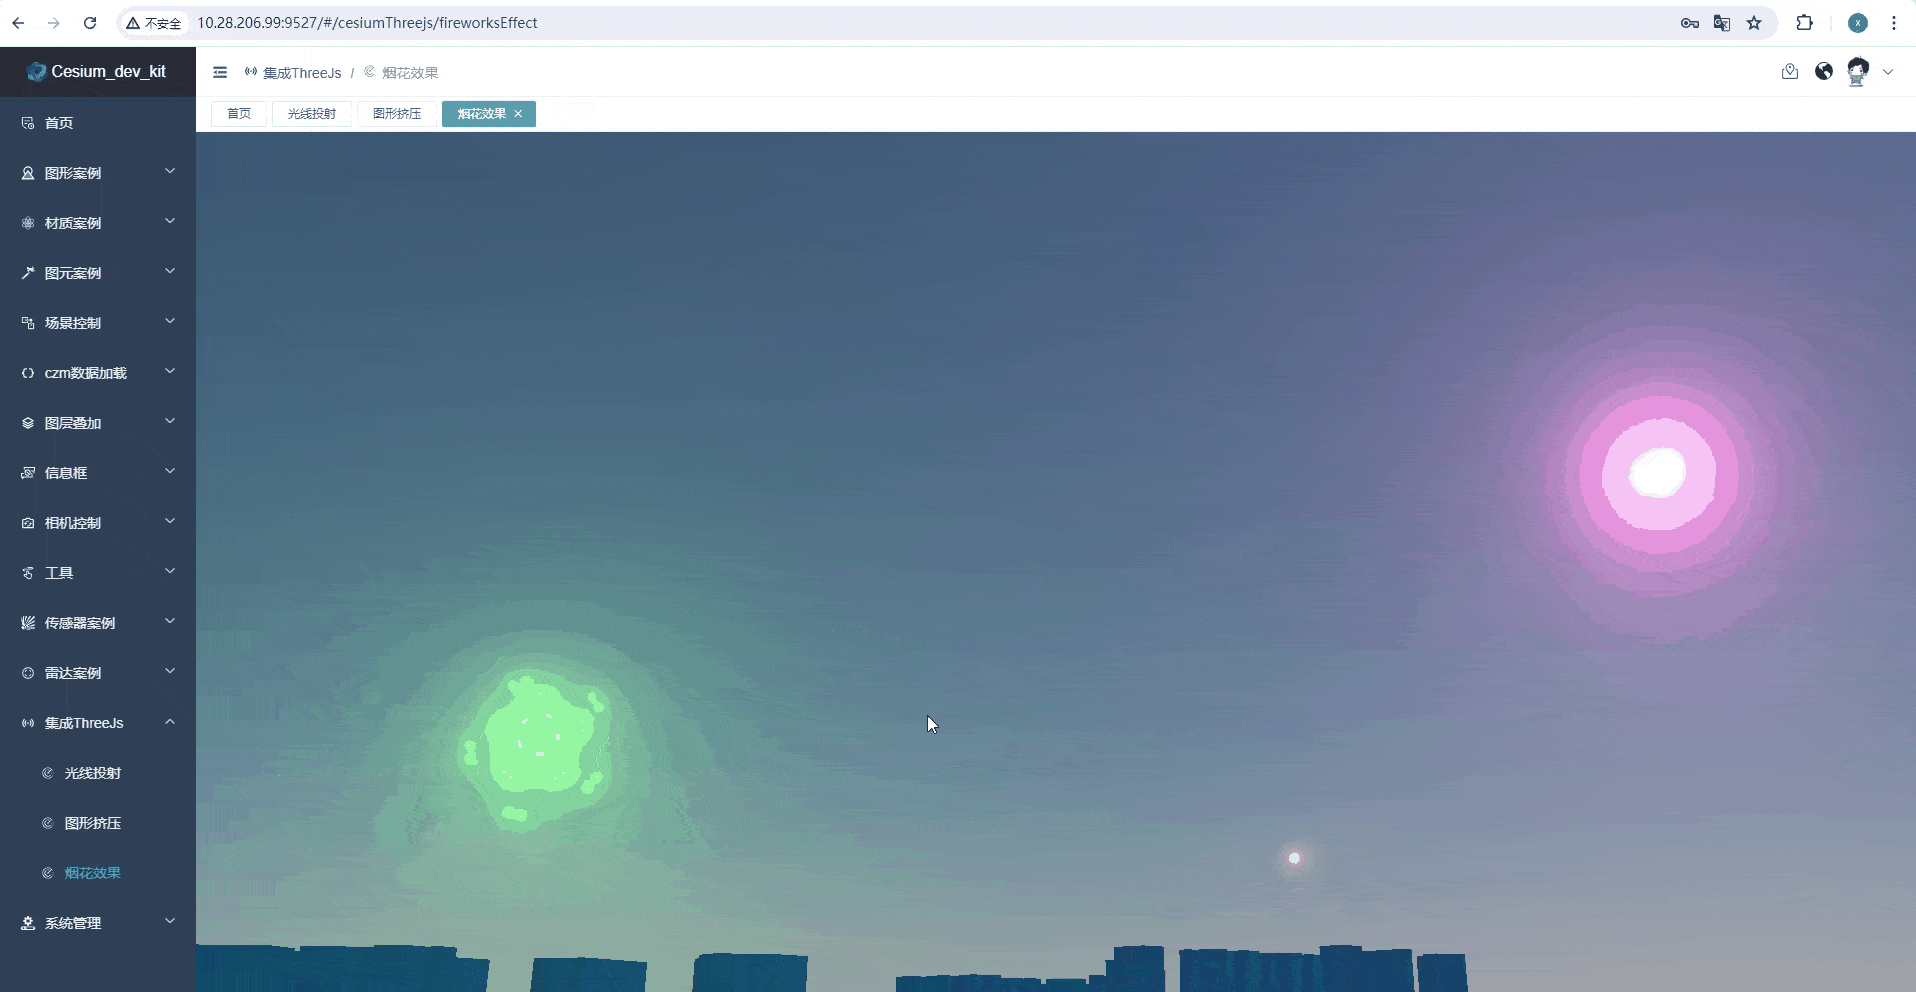 不安全 10.28.206.99:9527/#/cesiumThreejs/fireworksEffect
x
Cesium_dev_kit
集成ThreeJs / 烟花效果
首页 光线投射 图形挤压 烟花效果 ×
首页
图形案例
材质案例
图元案例
场景控制
czm数据加载
图层叠加
信息框
相机控制
工具
传感器案例
雷达案例
集成ThreeJs
光线投射
图形挤压
烟花效果
系统管理